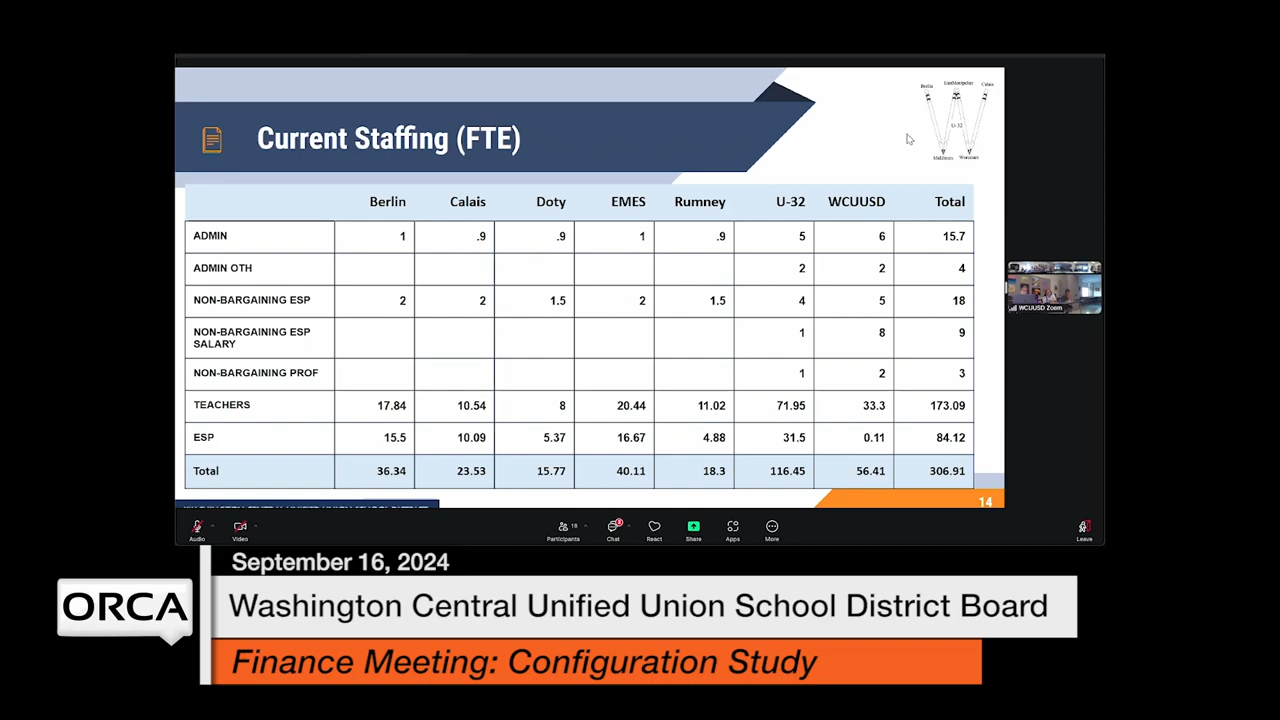 Current Staffing (FTE)
Berlin EastMontpelier Calais
U-32
Middlesex Worcester
Berlin Calais Doty EMES Rumney U-32 WCUUSD Total
ADMIN 1 .9 .9 1 .9 5 6 15.7
ADMIN OTH 2 2 4
NON-BARGAINING ESP 2 2 1.5 2 1.5 4 5 18
NON-BARGAINING ESP
SALARY 1 8 9
NON-BARGAINING PROF 1 2 3
TEACHERS 17.84 10.54 8 20.44 11.02 71.95 33.3 173.09
ESP 15.5 10.09 5.37 16.67 4.88 31.5 0.11 84.12
Total 36.34 23.53 15.77 40.11 18.3 116.45 56.41 306.91
14
WCUUSD Zoom
Audio Video 18 Participants Chat React Share Apps More Leave
September 16, 2024
ORCA
Washington Central Unified Union School District Board
Finance Meeting: Configuration Study